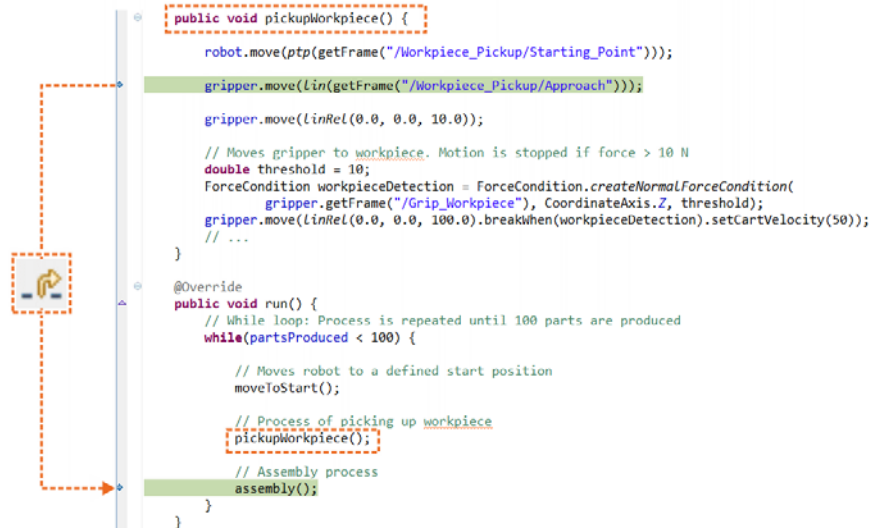 public void pickupWorkpiece() {
robot.move(ptp(getFrame("/Workpiece_Pickup/Starting_Point")));
gripper.move(lin(getFrame("/Workpiece_Pickup/Approach")));
gripper.move(linRel(0.0, 0.0, 10.0));
// Moves gripper to workpiece. Motion is stopped if force > 10 N
double threshold = 10;
ForceCondition workpieceDetection = ForceCondition.createNormalForceCondition(
gripper.getFrame("/Grip_Workpiece"), CoordinateAxis.Z, threshold);
gripper.move(linRel(0.0, 0.0, 100.0).breakWhen(workpieceDetection).setCartVelocity(50));
// ...
}
@Override
public void run() {
// While loop: Process is repeated until 100 parts are produced
while(partsProduced < 100) {
// Moves robot to a defined start position
moveToStart();
// Process of picking up workpiece
pickupWorkpiece();
// Assembly process
assembly();
}
}